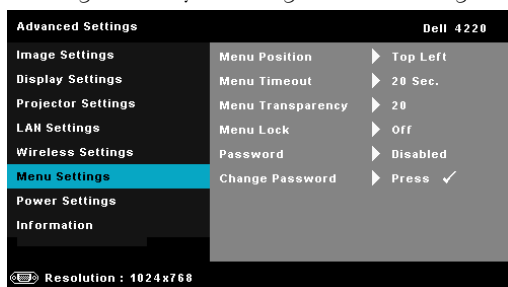 Advanced Settings Dell 4220
Image Settings Menu Position Top Left
Display Settings Menu Timeout 20 Sec.
Projector Settings Menu Transparency 20
LAN Settings Menu Lock Off
Wireless Settings Password Disabled
Menu Settings Change Password Press ✓
Power Settings
Information
Resolution : 1024x768